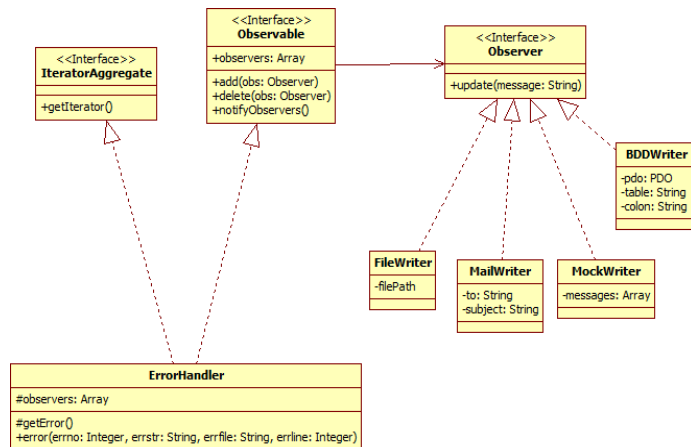 <<Interface>>
IteratorAggregate
+getIterator()
<<Interface>>
Observable
+observers: Array
+add(obs: Observer)
+delete(obs: Observer)
+notifyObservers()
<<Interface>>
Observer
+update(message: String)
BDDWriter
-pdo: PDO
-table: String
-colon: String
FileWriter
-filePath
MailWriter
-to: String
-subject: String
MockWriter
-messages: Array
ErrorHandler
#observers: Array
#getError()
+error(errno: Integer, errstr: String, errfile: String, errline: Integer)